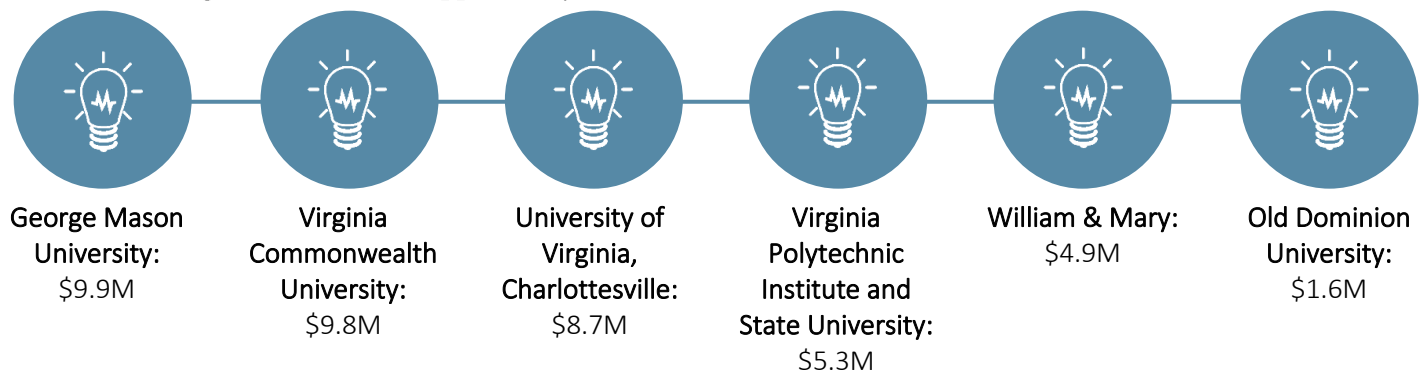 George Mason
University:
$9.9M
Virginia
Commonwealth
University:
$9.8M
University of
Virginia,
Charlottesville:
$8.7M
Virginia
Polytechnic
Institute and
State University:
$5.3M
William & Mary:
$4.9M
Old Dominion
University:
$1.6M